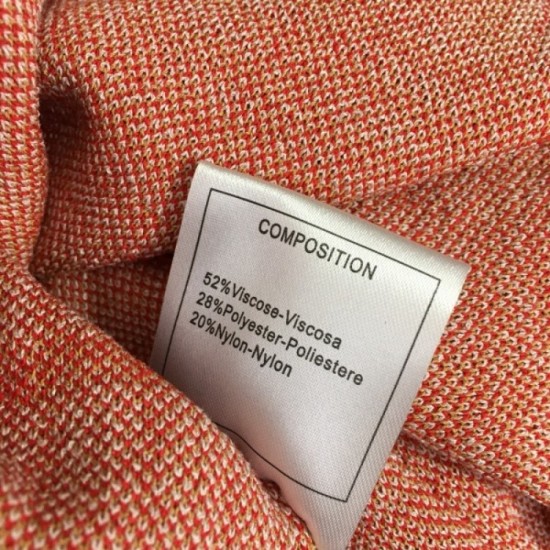 COMPOSITION
52%Viscose-Viscosa
28%Polyester-Poliestere
20%Nylon-Nylon